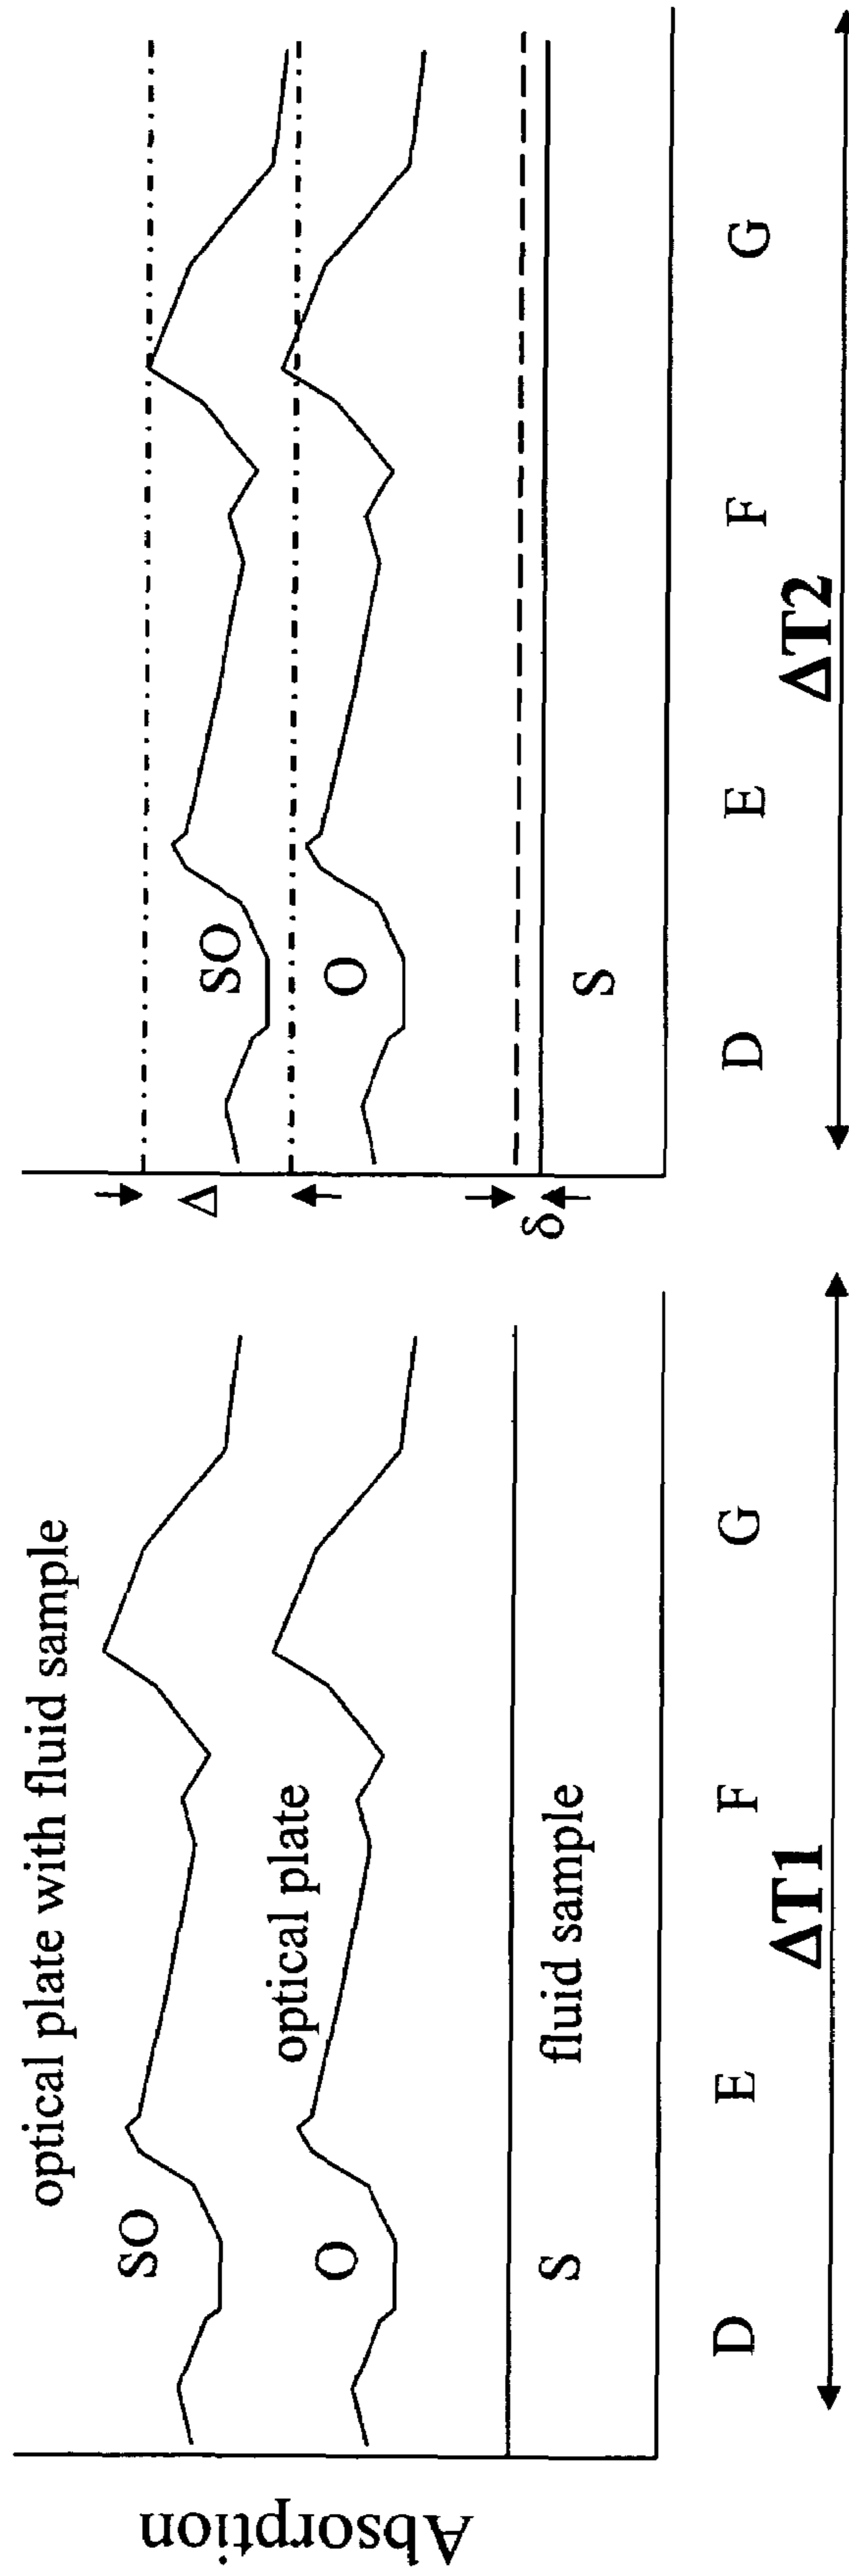 Absorption
optical plate with fluid sample
SO
optical plate
O
fluid sample
S
D E F G
ΔT1
Δ
δ
SO
O
S
D E F G
ΔT2